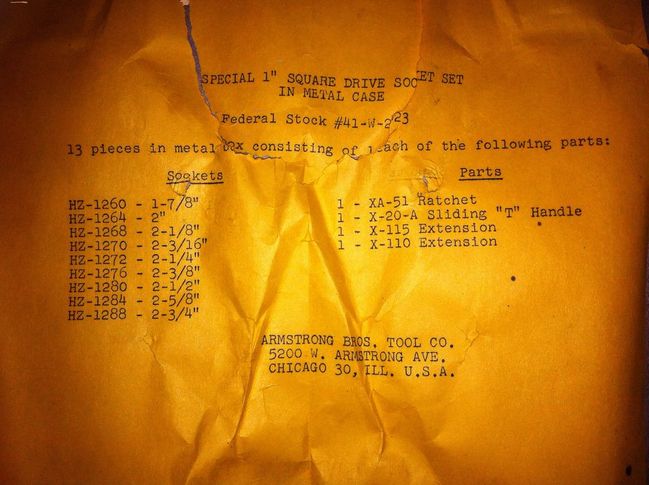 SPECIAL 1" SQUARE DRIVE SOCET SET
IN METAL CASE
Federal Stock #41-W-223
13 pieces in metal consisting of each of the following parts:
Sockets
HZ-1260 - 1-7/8"
HZ-1264 - 2"
HZ-1268 - 2-1/8"
HZ-1270 - 2-3/16"
HZ-1272 - 2-1/4"
HZ-1276 - 2-3/8"
HZ-1280 - 2-1/2"
HZ-1284 - 2-5/8"
HZ-1288 - 2-3/4"
Parts
1 - XA-51 Ratchet
1 - X-20-A Sliding "T" Handle
1 - X-115 Extension
1 - X-110 Extension
ARMSTRONG BROS. TOOL CO.
5200 W. ARMSTRONG AVE.
CHICAGO 30, ILL. U.S.A.